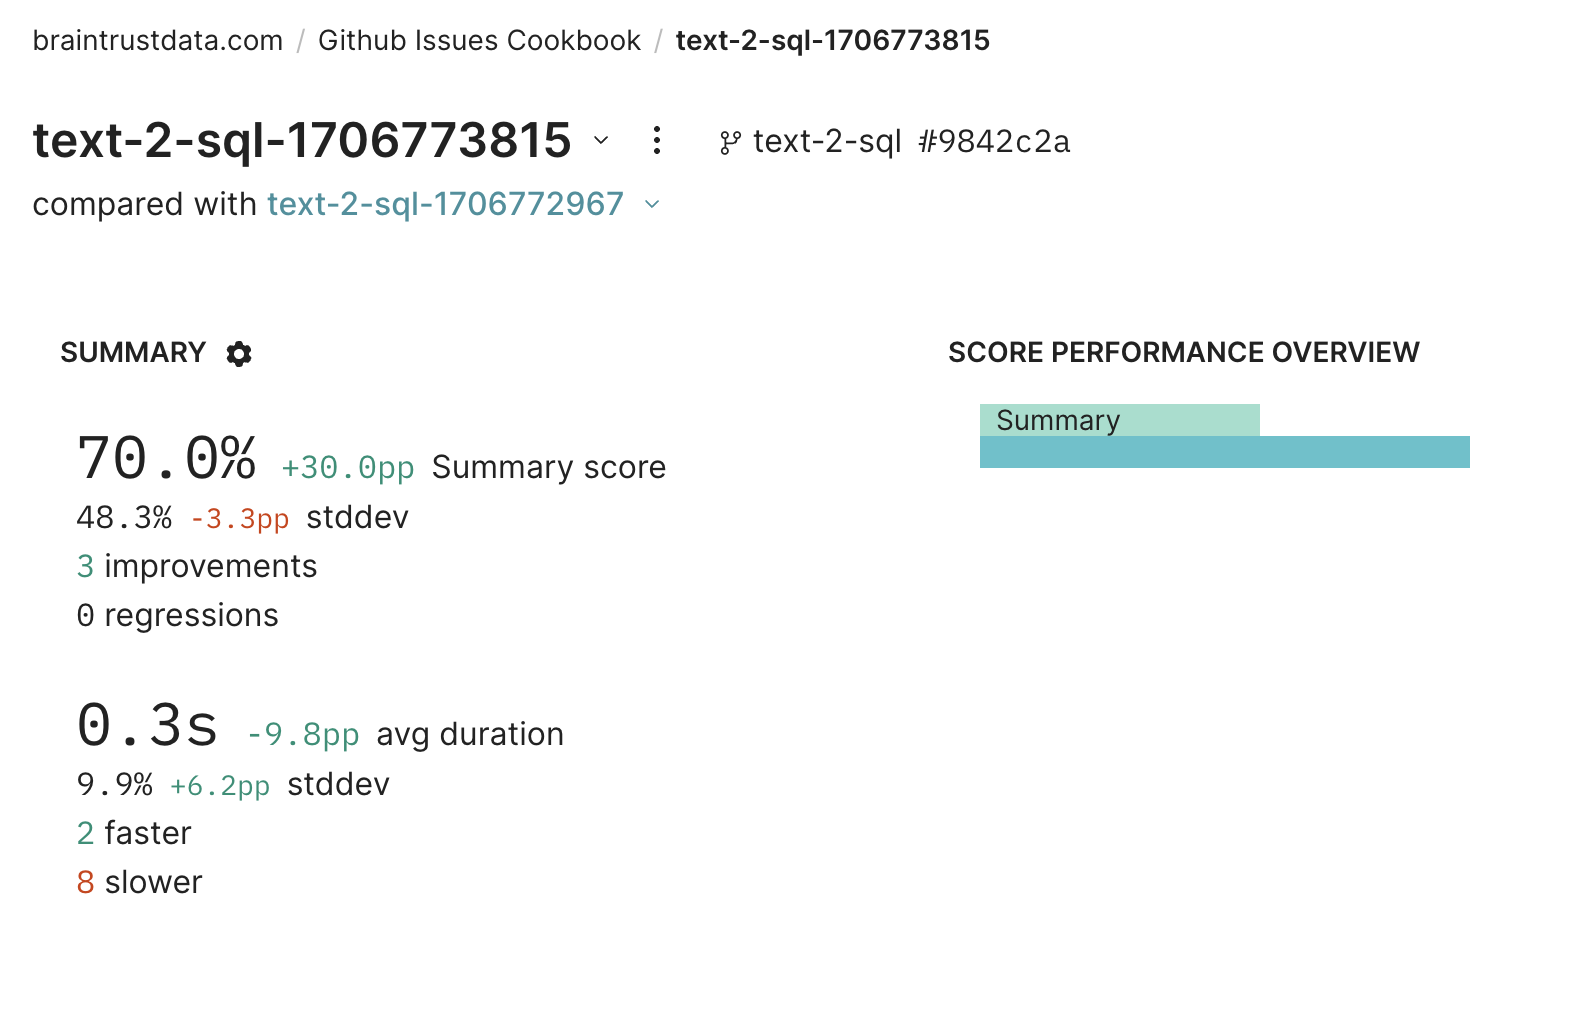 braintrustdata.com / Github Issues Cookbook / text-2-sql-1706773815
text-2-sql-1706773815 text-2-sql #9842c2a
compared with text-2-sql-1706772967
SUMMARY
70.0% +30.0pp Summary score
48.3% -3.3pp stddev
3 improvements
0 regressions
0.3s -9.8pp avg duration
9.9% +6.2pp stddev
2 faster
8 slower
SCORE PERFORMANCE OVERVIEW
Summary